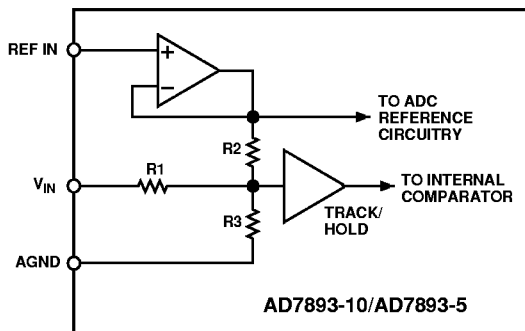 REF IN
+
−
TO ADC
REFERENCE
CIRCUITRY
R2
R1
VIN
TO INTERNAL
COMPARATOR
TRACK/
HOLD
R3
AGND
AD7893-10/AD7893-5